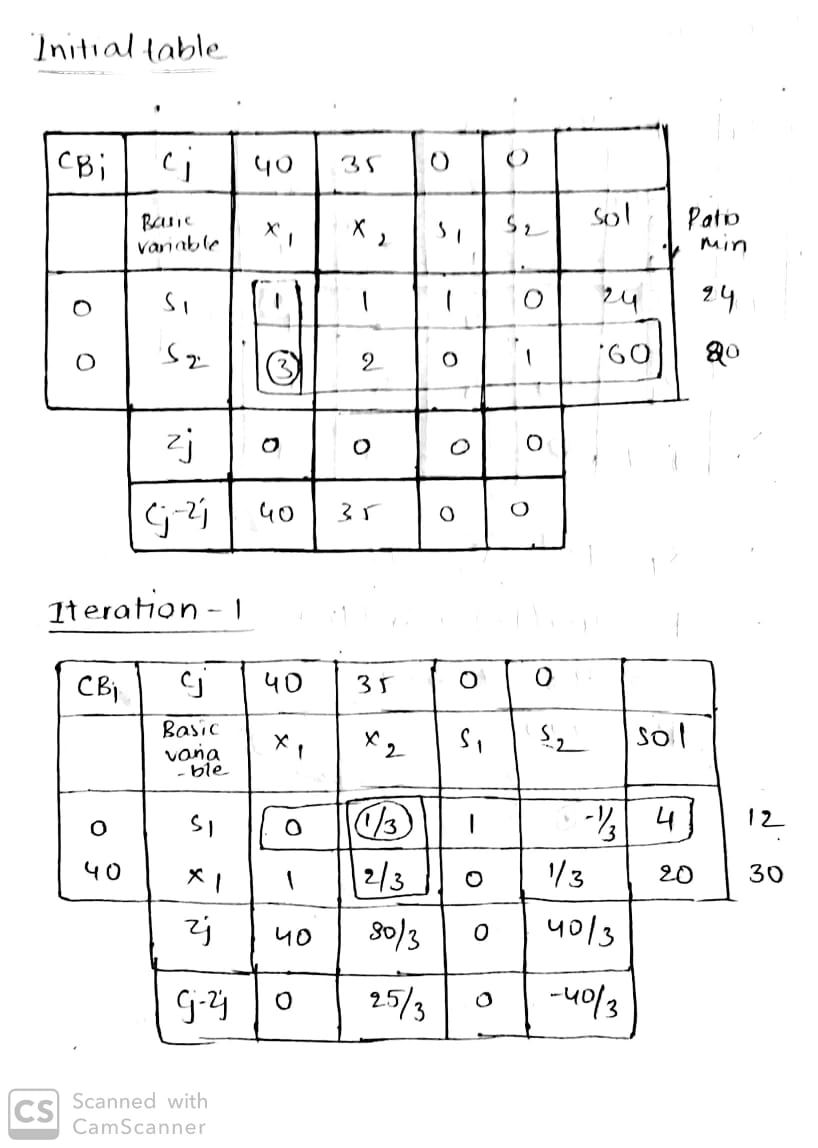 Initial table
CBi Cj 40 35 0 0
Basic variable x1 x2 S1 S2 Sol Ratio min
0 S1 1 1 1 0 24 24
0 S2 3 2 0 1 60 20
Zj 0 0 0 0
Cj-Zj 40 35 0 0
Iteration - 1
CBi Cj 40 35 0 0
Basic varia-ble x1 x2 S1 S2 Sol
0 S1 0 1/3 1 -1/3 4 12
40 x1 1 2/3 0 1/3 20 30
Zj 40 80/3 0 40/3
Cj-Zj 0 25/3 0 -40/3
CS Scanned with
CamScanner